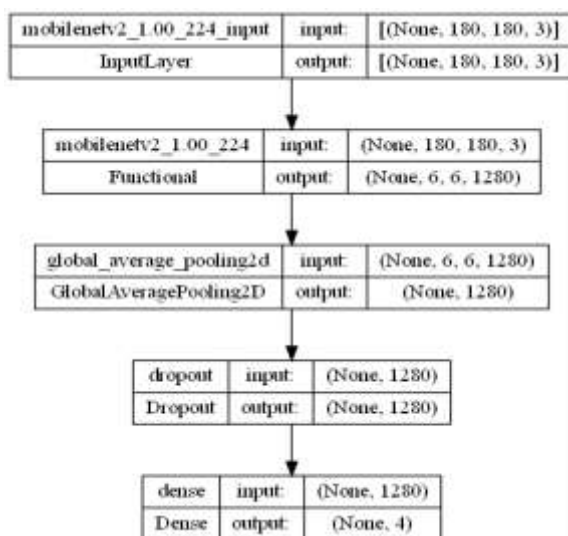 mobilenetv2_1.00_224_input input: [(None, 180, 180, 3)]
InputLayer output: [(None, 180, 180, 3)]
mobilenetv2_1.00_224 input: (None, 180, 180, 3)
Functional output: (None, 6, 6, 1280)
global_average_pooling2d input: (None, 6, 6, 1280)
GlobalAveragePooling2D output: (None, 1280)
dropout input: (None, 1280)
Dropout output: (None, 1280)
dense input: (None, 1280)
Dense output: (None, 4)